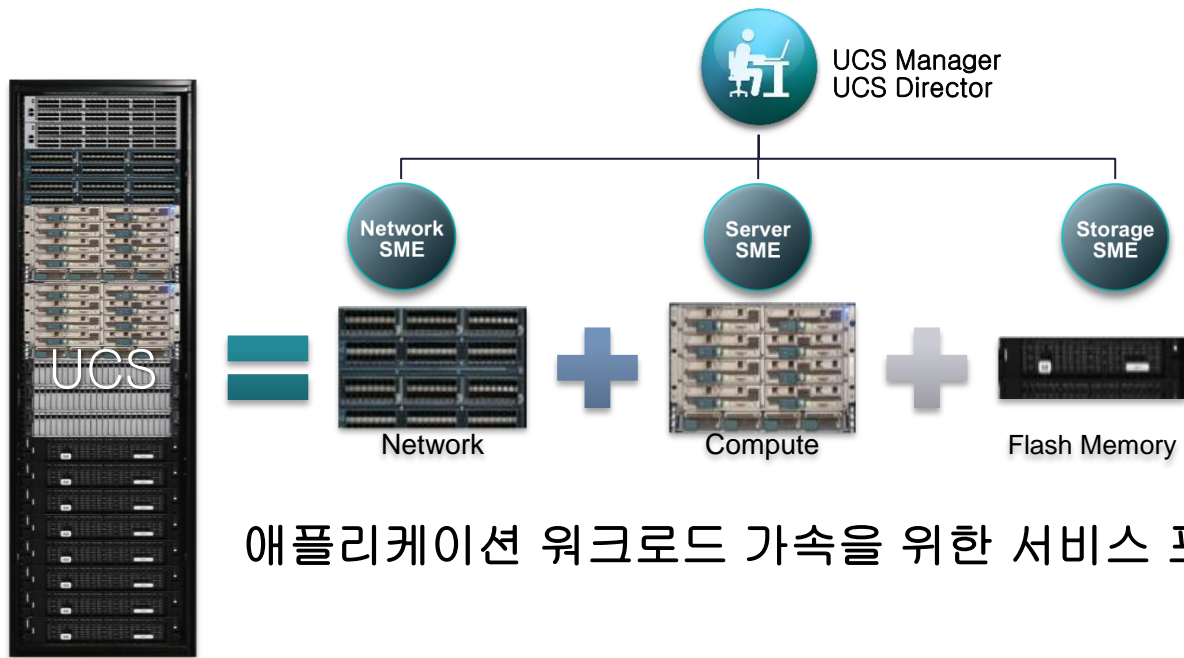 UCS Manager
UCS Director
Network
SME
Server
SME
Storage
SME
UCS
Network
Compute
Flash Memory
애플리케이션 워크로드 가속을 위한 서비스